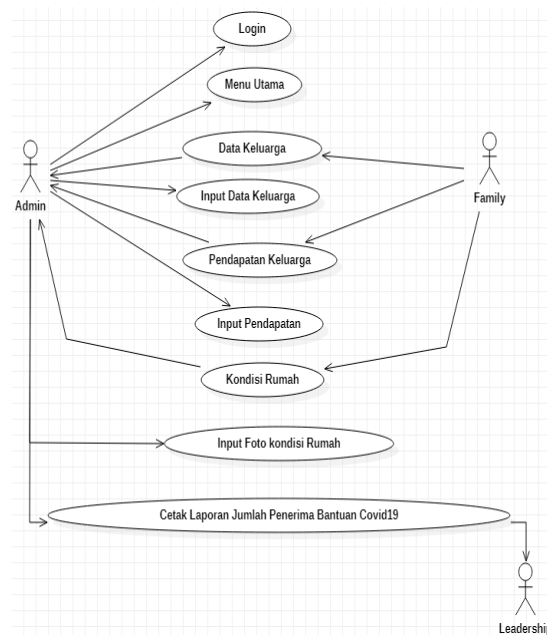 Login
Menu Utama
Data Keluarga
Input Data Keluarga
Admin
Family
Pendapatan Keluarga
Input Pendapatan
Kondisi Rumah
Input Foto kondisi Rumah
Cetak Laporan Jumlah Penerima Bantuan Covid19
Leadership